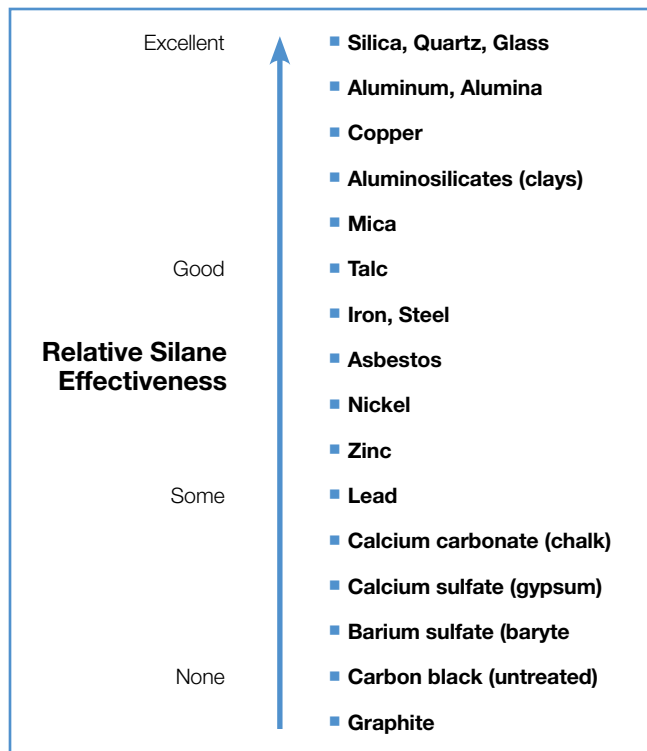 Excellent
Silica, Quartz, Glass
Aluminum, Alumina
Copper
Aluminosilicates (clays)
Mica
Good
Talc
Iron, Steel
Relative Silane
Effectiveness
Asbestos
Nickel
Zinc
Some
Lead
Calcium carbonate (chalk)
Calcium sulfate (gypsum)
Barium sulfate (baryte
None
Carbon black (untreated)
Graphite